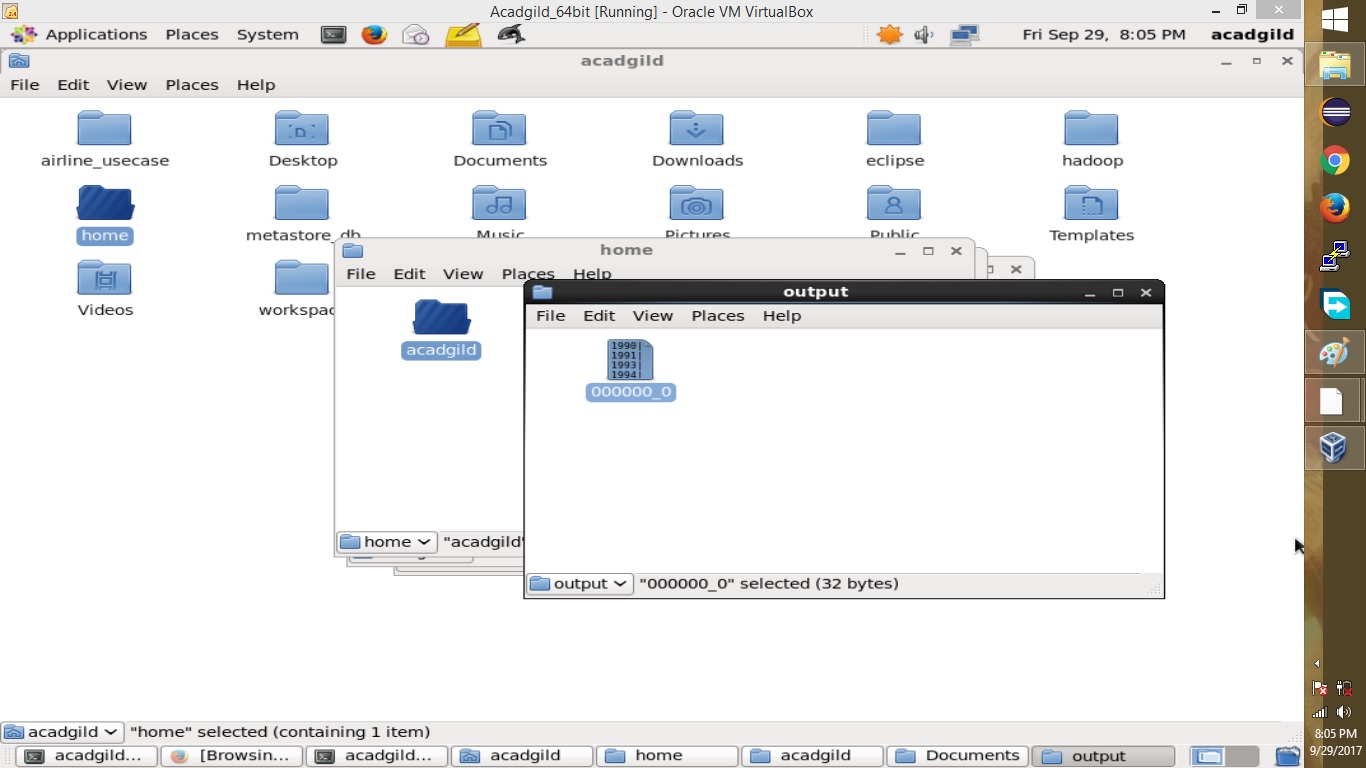 Acadgild_64bit [Running] - Oracle VM VirtualBox
Applications Places System Fri Sep 29, 8:05 PM acadgild
acadgild
File Edit View Places Help
airline_usecase Desktop Documents Downloads eclipse hadoop
home metastore_db Music Pictures Public Templates
Videos workspac
home
File Edit View Places Help
acadgild
home "acadgild"
output
File Edit View Places Help
1990|
1991|
1993|
1994|
000000_0
output "000000_0" selected (32 bytes)
acadgild "home" selected (containing 1 item)
acadgild... [Browsin... acadgild... acadgild home acadgild Documents output
8:05 PM
9/29/2017